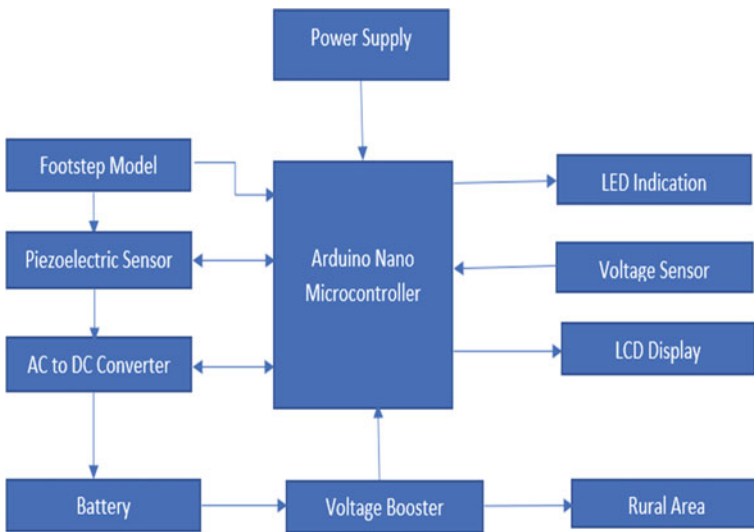 Power Supply
Footstep Model
LED Indication
Piezoelectric Sensor
Arduino Nano
Microcontroller
Voltage Sensor
AC to DC Converter
LCD Display
Battery
Voltage Booster
Rural Area